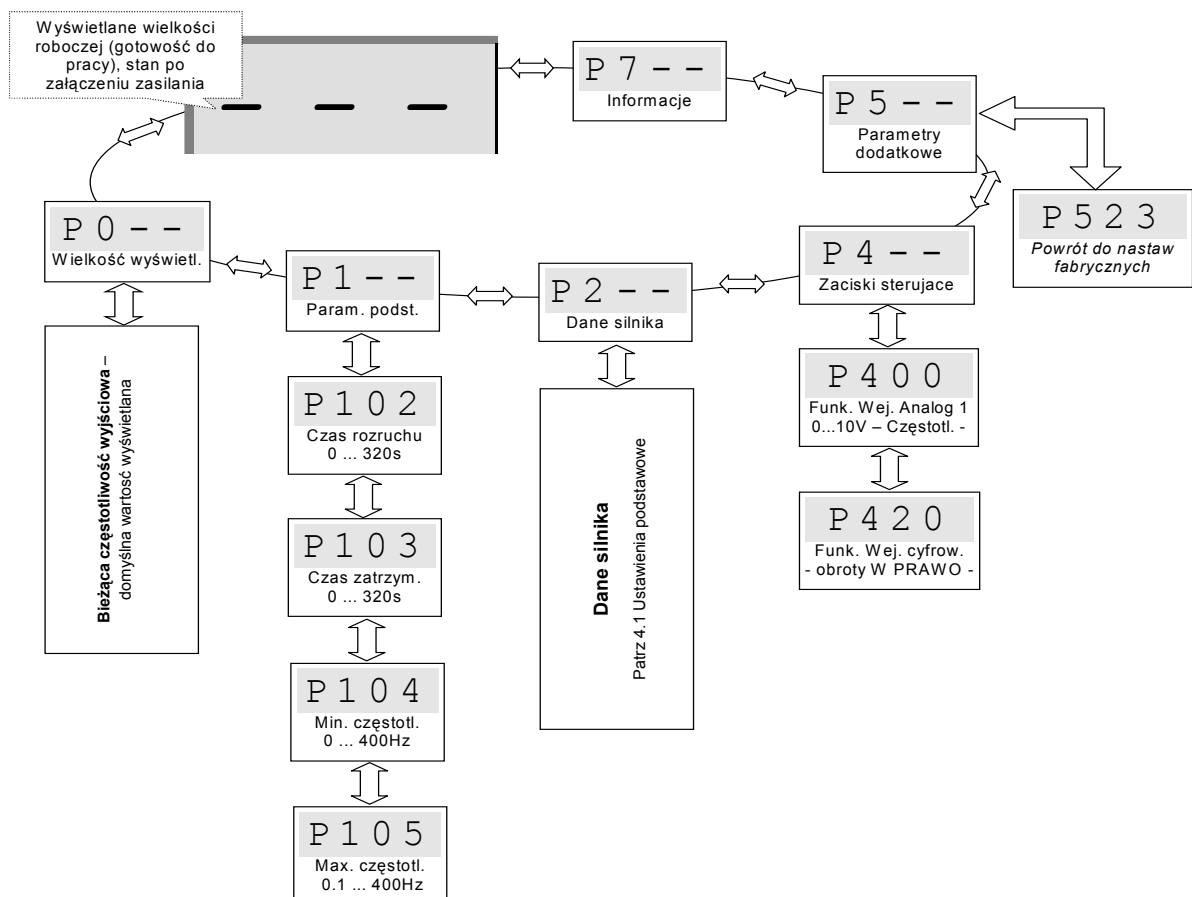 Wyświetlane wielkości
roboczej (gotowość do
pracy), stan po
załączeniu zasilania
– – –
P 7 – –
Informacje
P 5 – –
Parametry
dodatkowe
P 5 2 3
Powrót do nastaw
fabrycznych
P 0 – –
Wielkość wyświetl.
Bieżąca częstotliwość wyjściowa –
domyślna wartość wyświetlana
P 1 – –
Param. podst.
P 1 0 2
Czas rozruchu
0 ... 320s
P 1 0 3
Czas zatrzym.
0 ... 320s
P 1 0 4
Min. częstotl.
0 ... 400Hz
P 1 0 5
Max. częstotl.
0.1 ... 400Hz
P 2 – –
Dane silnika
Dane silnika
Patrz 4.1 Ustawienia podstawowe
P 4 – –
Zaciski sterujace
P 4 0 0
Funk. Wej. Analog 1
0...10V – Częstotl. -
P 4 2 0
Funk. Wej. cyfrow.
- obroty W PRAWO -